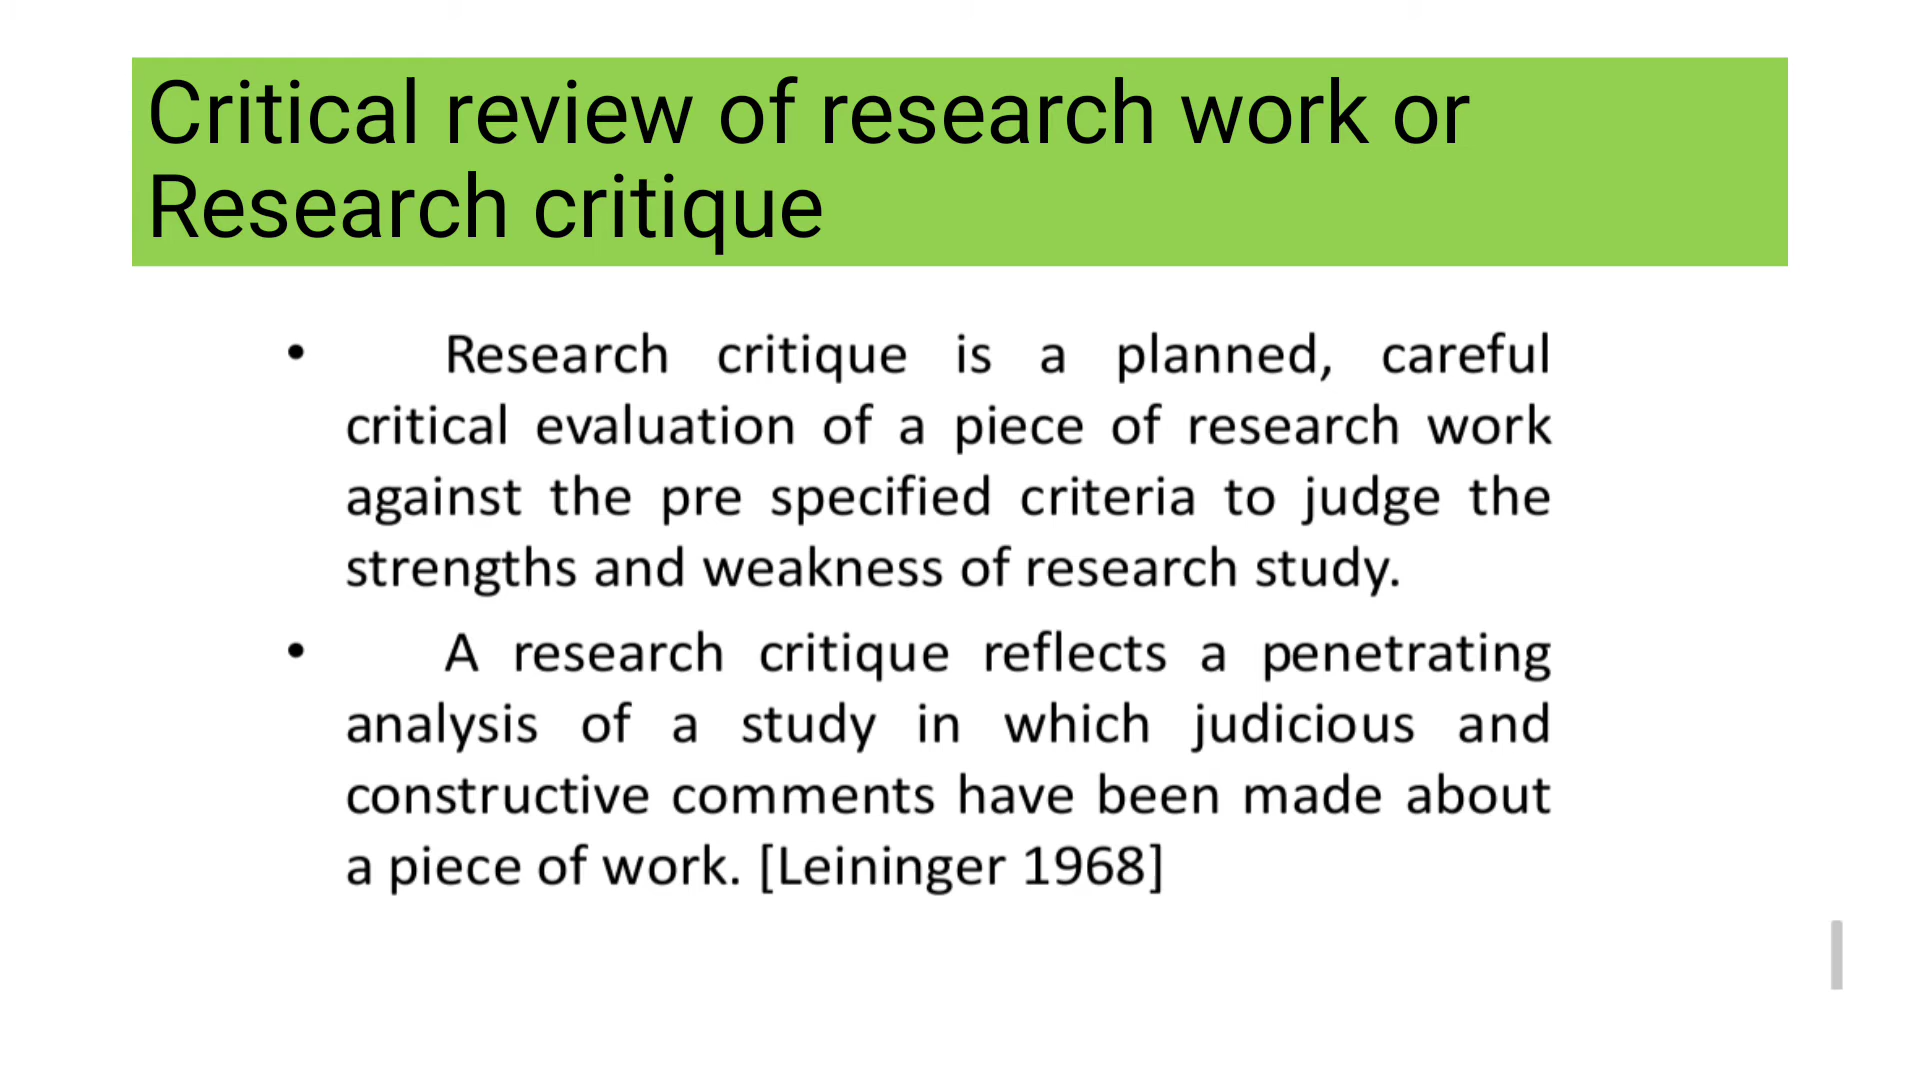 Critical review of research work or
Research critique
• Research critique is a planned, careful
critical evaluation of a piece of research work
against the pre specified criteria to judge the
strengths and weakness of research study.
• A research critique reflects a penetrating
analysis of a study in which judicious and
constructive comments have been made about
a piece of work. [Leininger 1968]